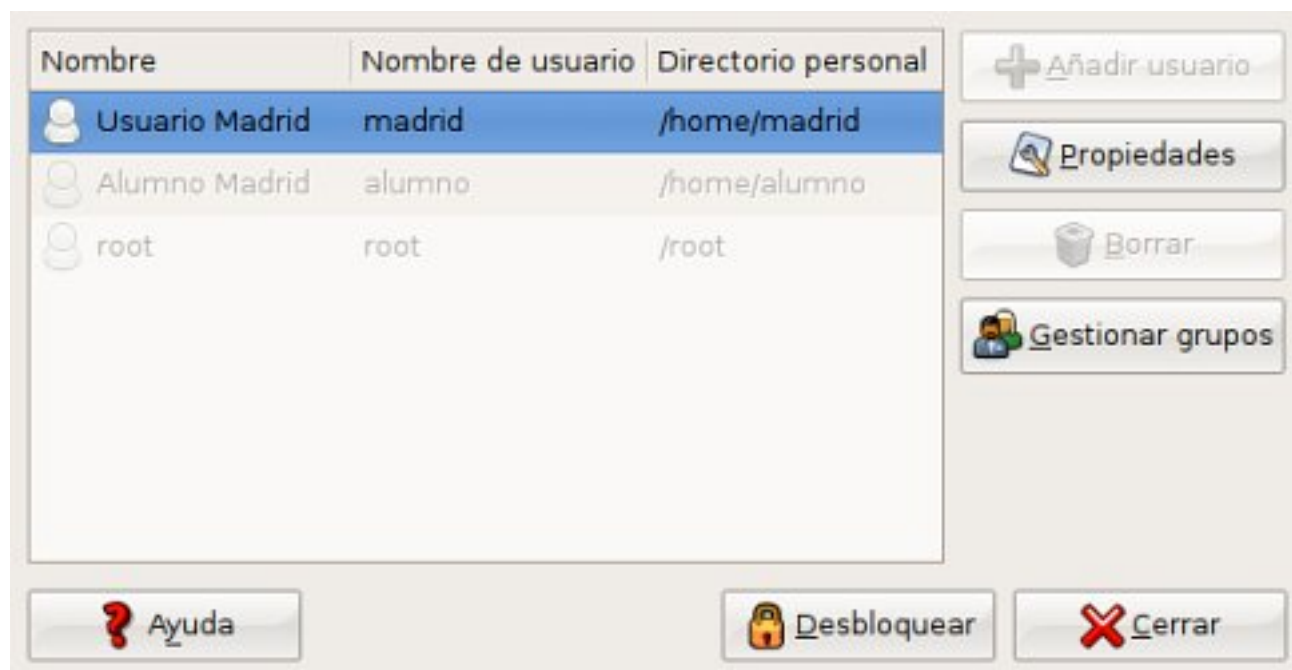 Nombre Nombre de usuario Directorio personal
Usuario Madrid madrid /home/madrid
Alumno Madrid alumno /home/alumno
root root /root
Añadir usuario
Propiedades
Borrar
Gestionar grupos
Ayuda Desbloquear Cerrar